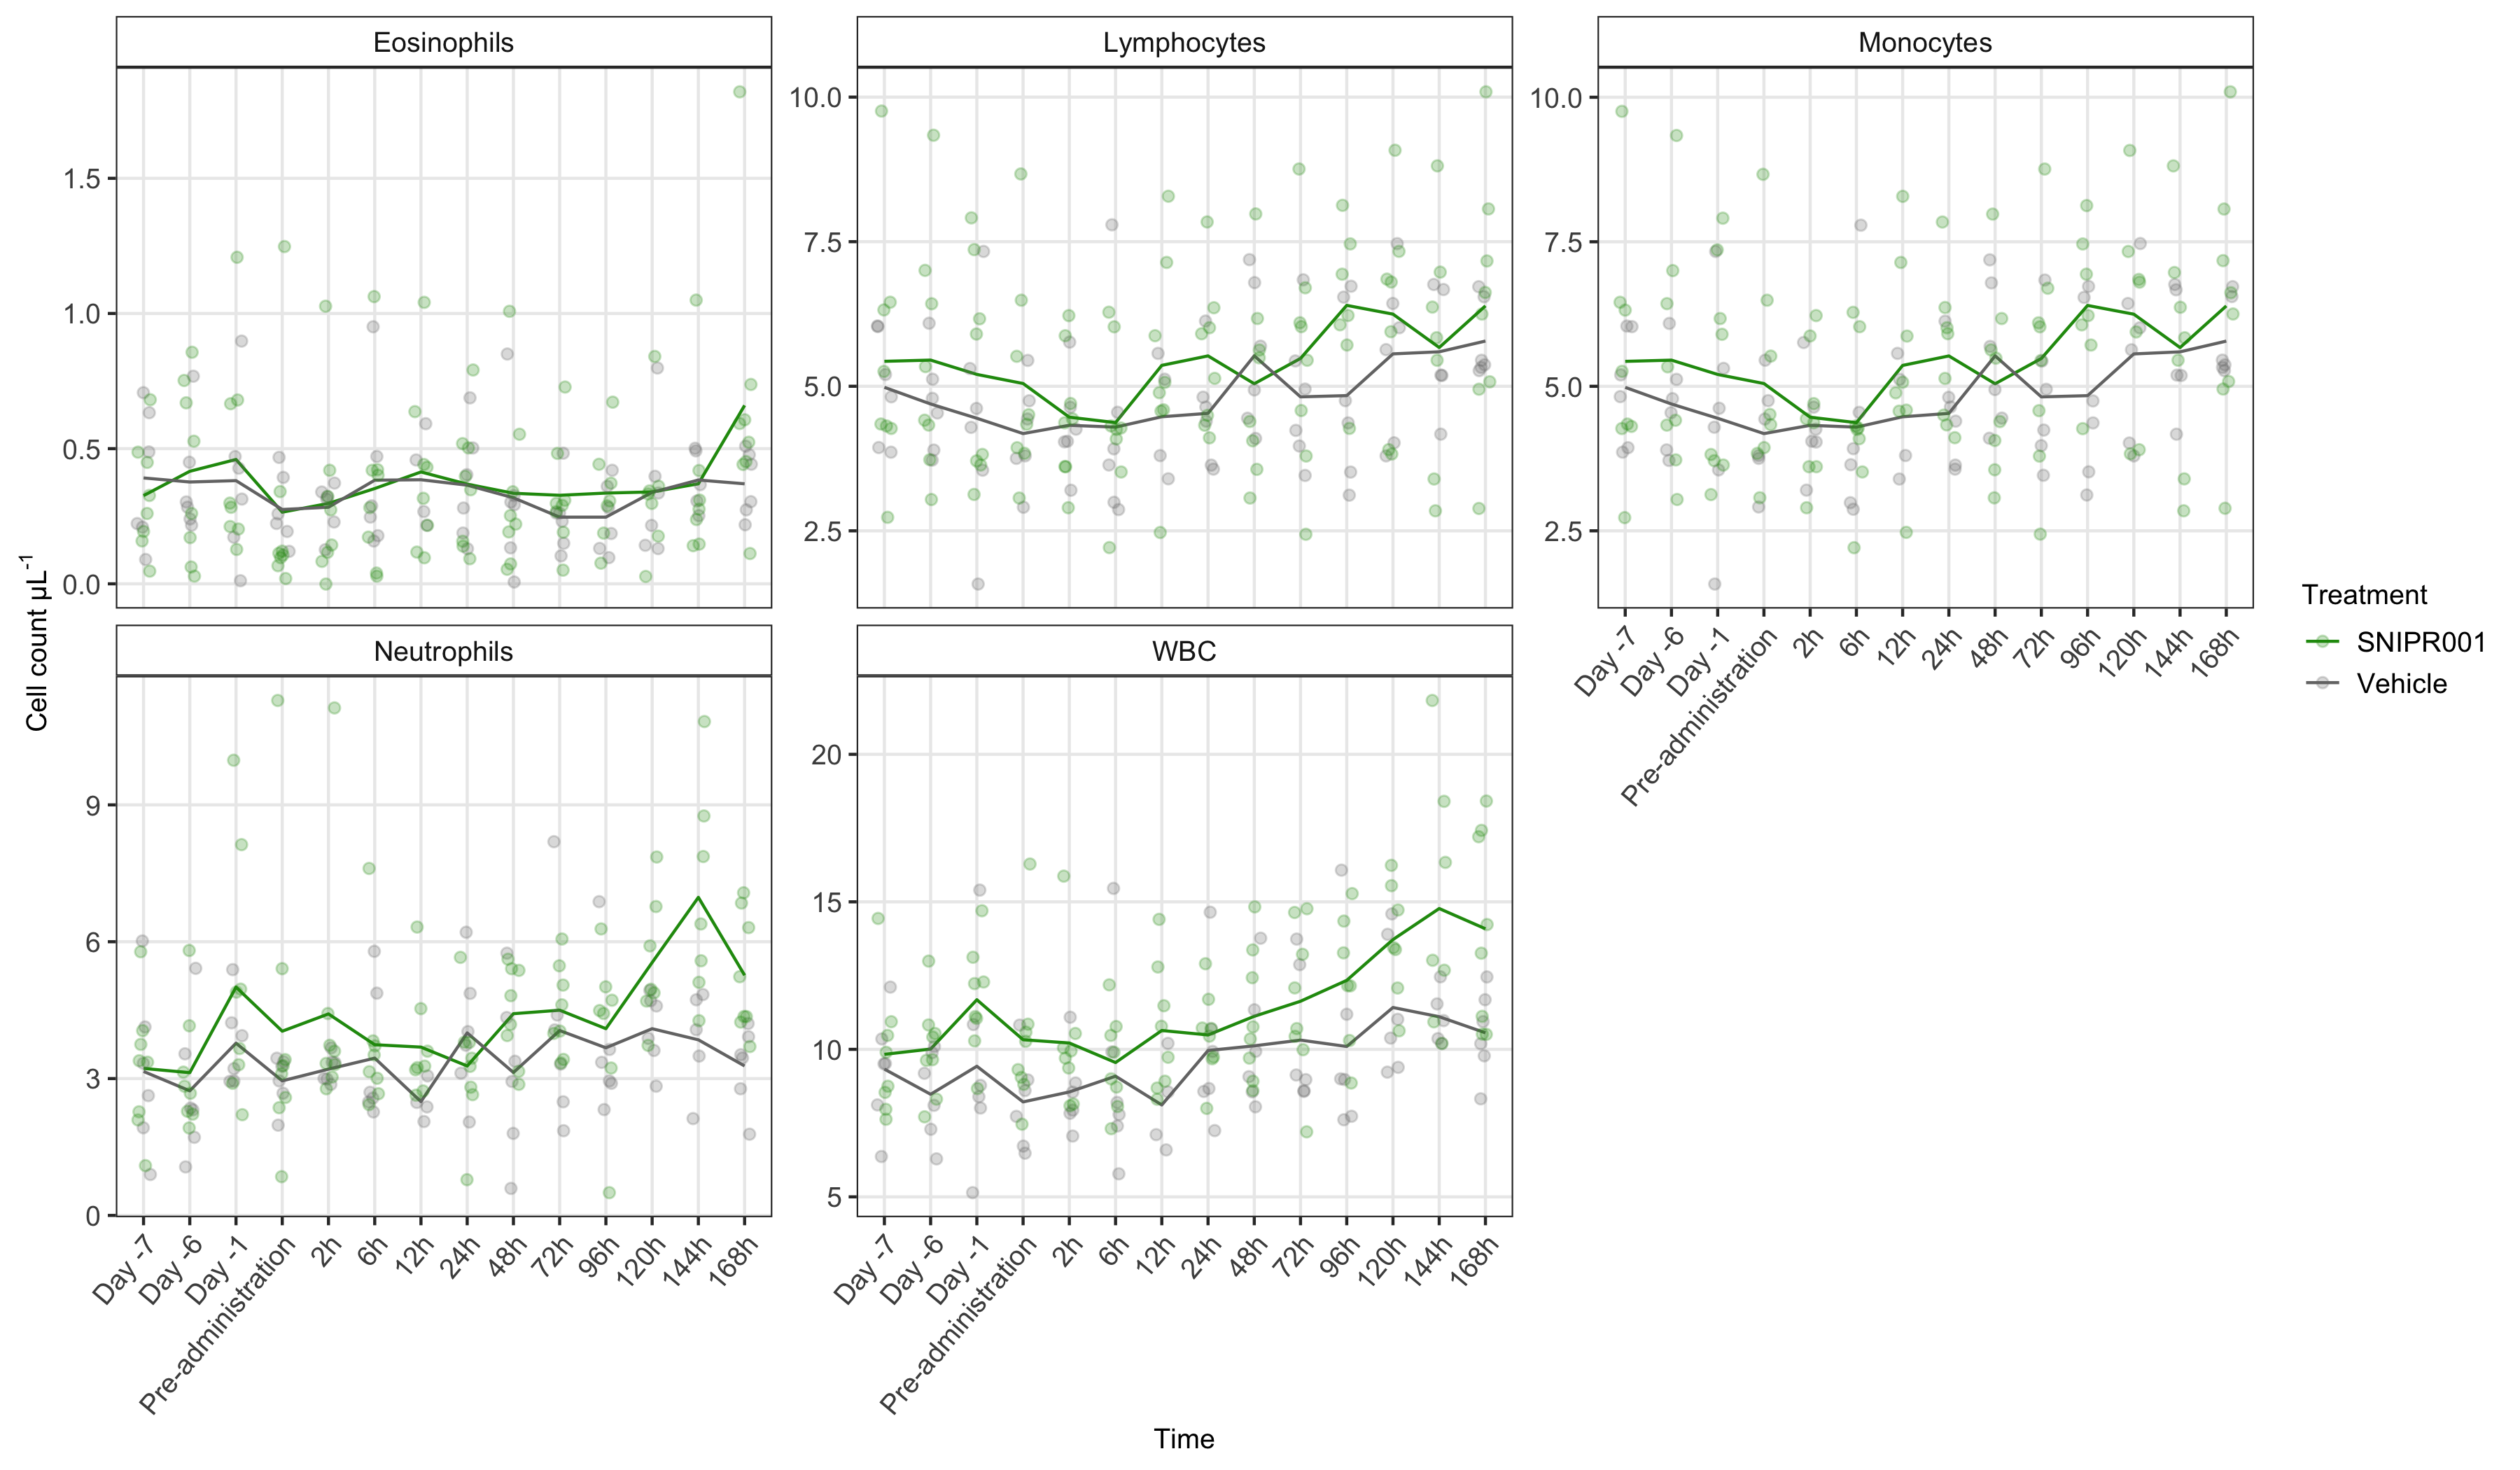 Eosinophils
Lymphocytes
Monocytes
1.5
1.0
0.5
0.0
10.0
7.5
5.0
2.5
10.0
7.5
5.0
2.5
Day -7
Day -6
Day -1
Pre-administration
2h
6h
12h
24h
48h
72h
96h
120h
144h
168h
Cell count µL⁻¹
Treatment
SNIPR001
Vehicle
Neutrophils
WBC
9
6
3
0
20
15
10
5
Day -7
Day -6
Day -1
Pre-administration
2h
6h
12h
24h
48h
72h
96h
120h
144h
168h
Day -7
Day -6
Day -1
Pre-administration
2h
6h
12h
24h
48h
72h
96h
120h
144h
168h
Time